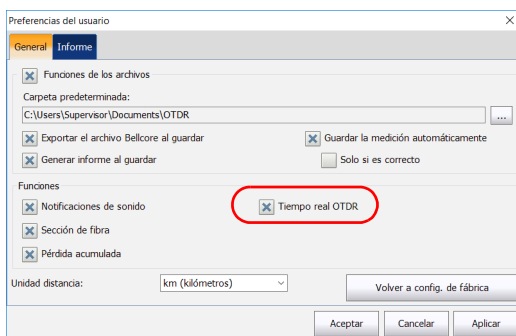 Preferencias del usuario
General Informe
Funciones de los archivos
Carpeta predeterminada:
C:\Users\Supervisor\Documents\OTDR ...
Exportar el archivo Bellcore al guardar Guardar la medición automáticamente
Generar informe al guardar Solo si es correcto
Funciones
Notificaciones de sonido Tiempo real OTDR
Sección de fibra
Pérdida acumulada
Unidad distancia: km (kilómetros) Volver a config. de fábrica
Aceptar Cancelar Aplicar